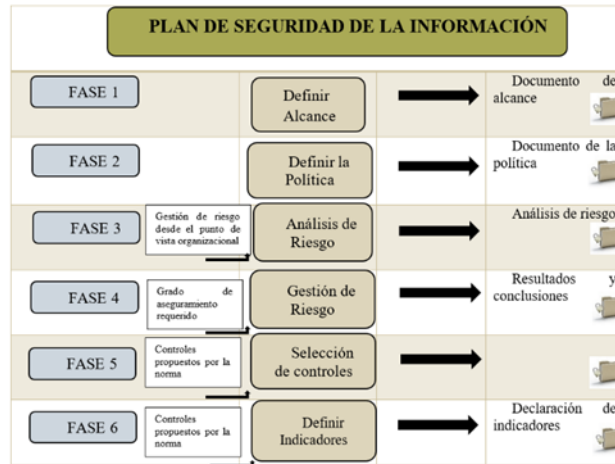 PLAN DE SEGURIDAD DE LA INFORMACIÓN
FASE 1
Definir
Alcance
Documento de
alcance
FASE 2
Definir la
Política
Documento de la
política
FASE 3
Gestión de riesgo
desde el punto de
vista organizacional
Análisis de
Riesgo
Análisis de riesgo
FASE 4
Grado de
aseguramiento
requerido
Gestión de
Riesgo
Resultados y
conclusiones
FASE 5
Controles
propuestos por la
norma
Selección
de controles
FASE 6
Controles
propuestos por la
norma
Definir
Indicadores
Declaración de
indicadores